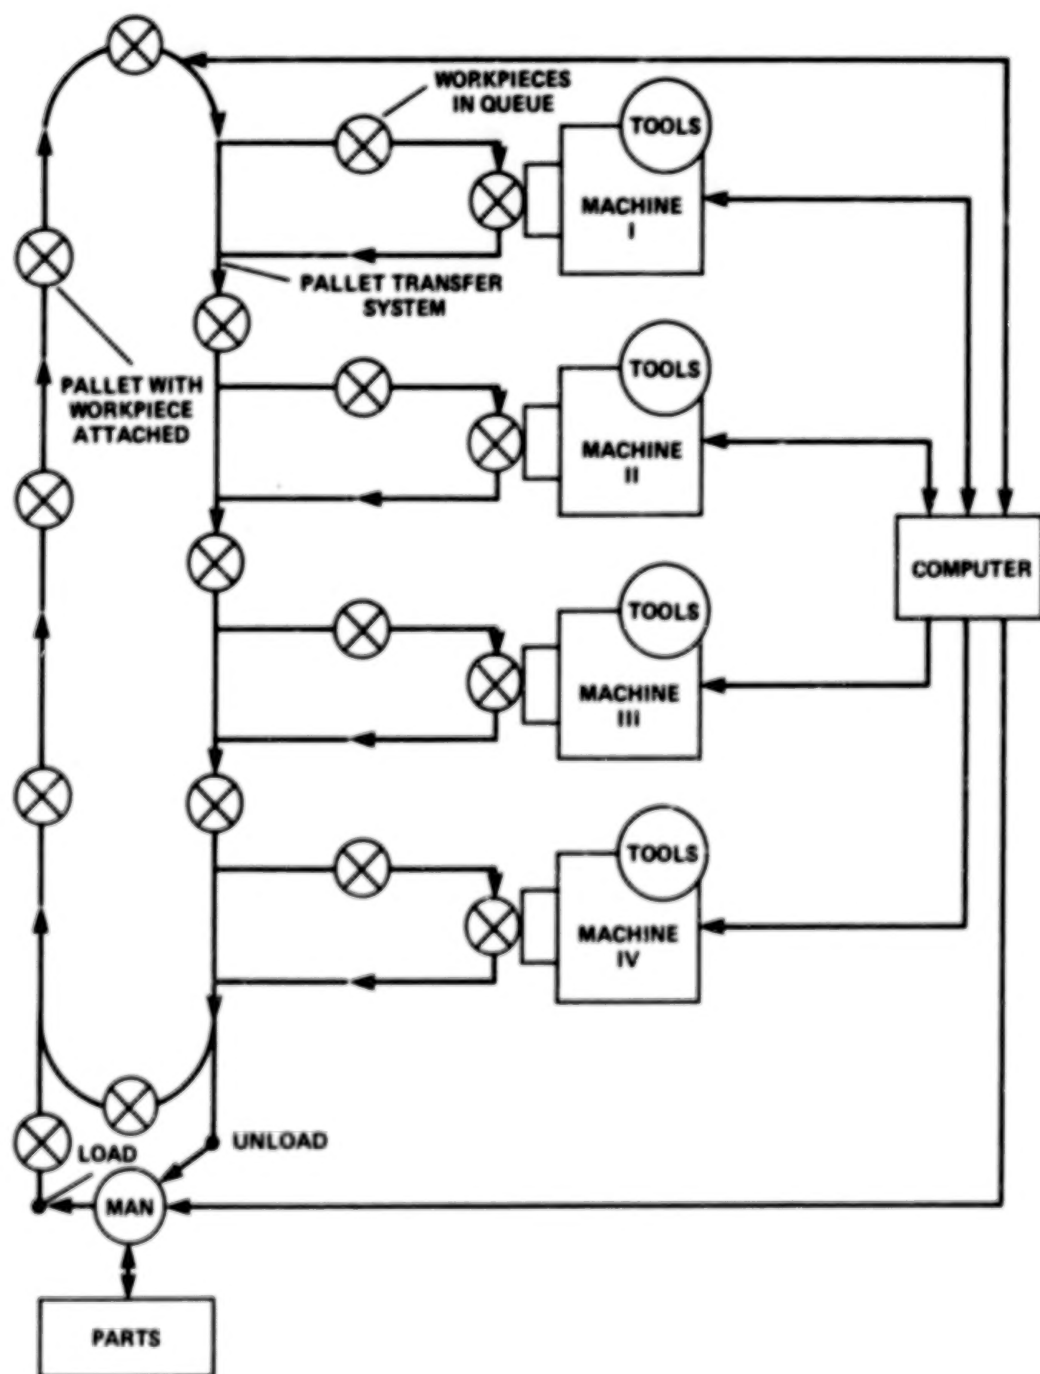 WORKPIECES
IN QUEUE
TOOLS
MACHINE
I
PALLET TRANSFER
SYSTEM
PALLET WITH
WORKPIECE
ATTACHED
TOOLS
MACHINE
II
COMPUTER
TOOLS
MACHINE
IIi
TOOLS
MACHINE
IV
UNLOAD
LOAD
MAN
PARTS